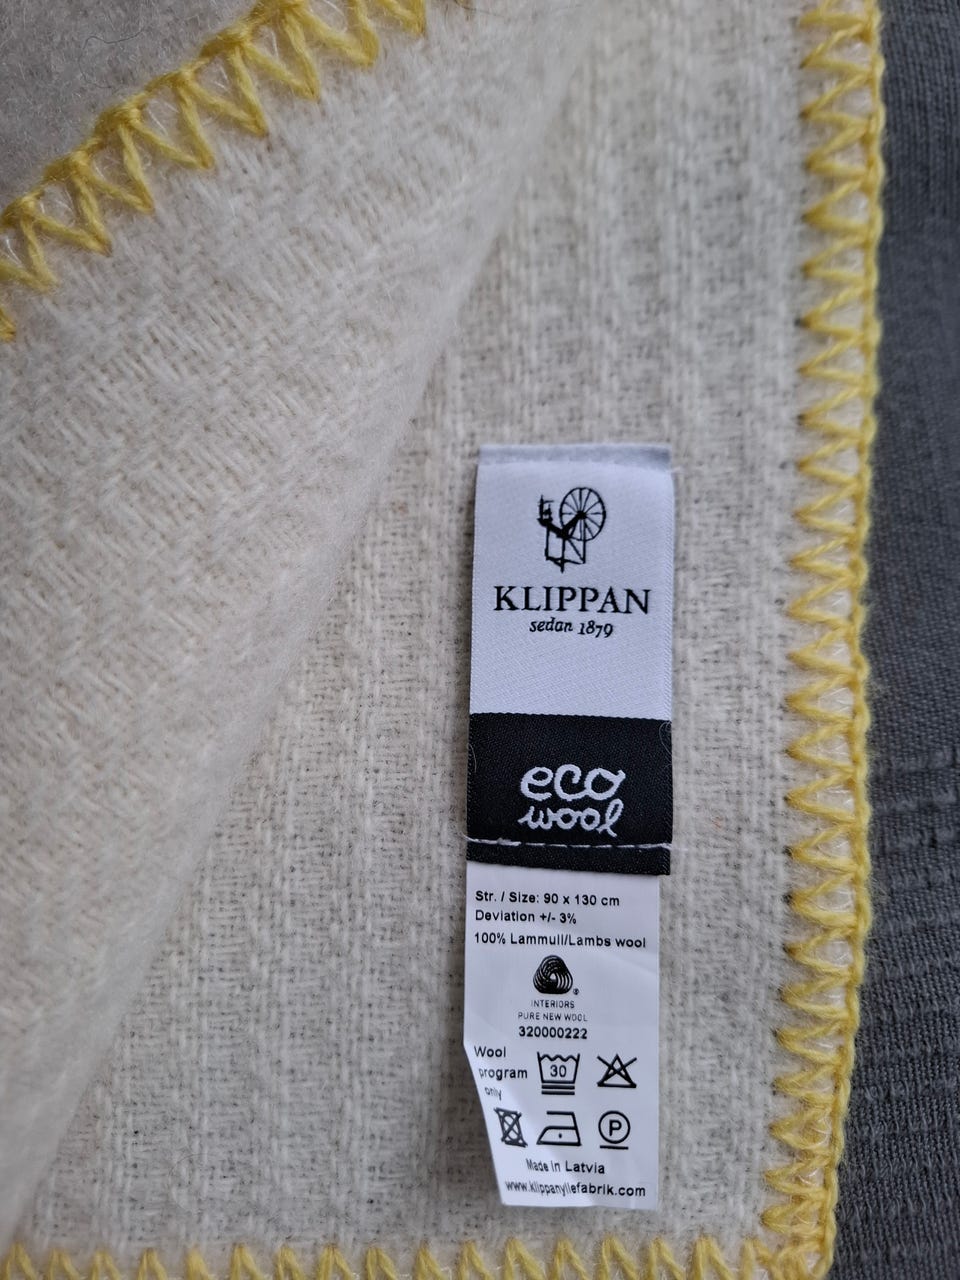 KLIPPAN
sedan 1879
eco
wool
Str. / Size: 90 x 130 cm
Deviation +/- 3%
100% Lammull/Lambs wool
®
INTERIORS
PURE NEW WOOL
320000222
Wool
program
only
30
P
Made in Latvia
www.klippanyllefabrik.com